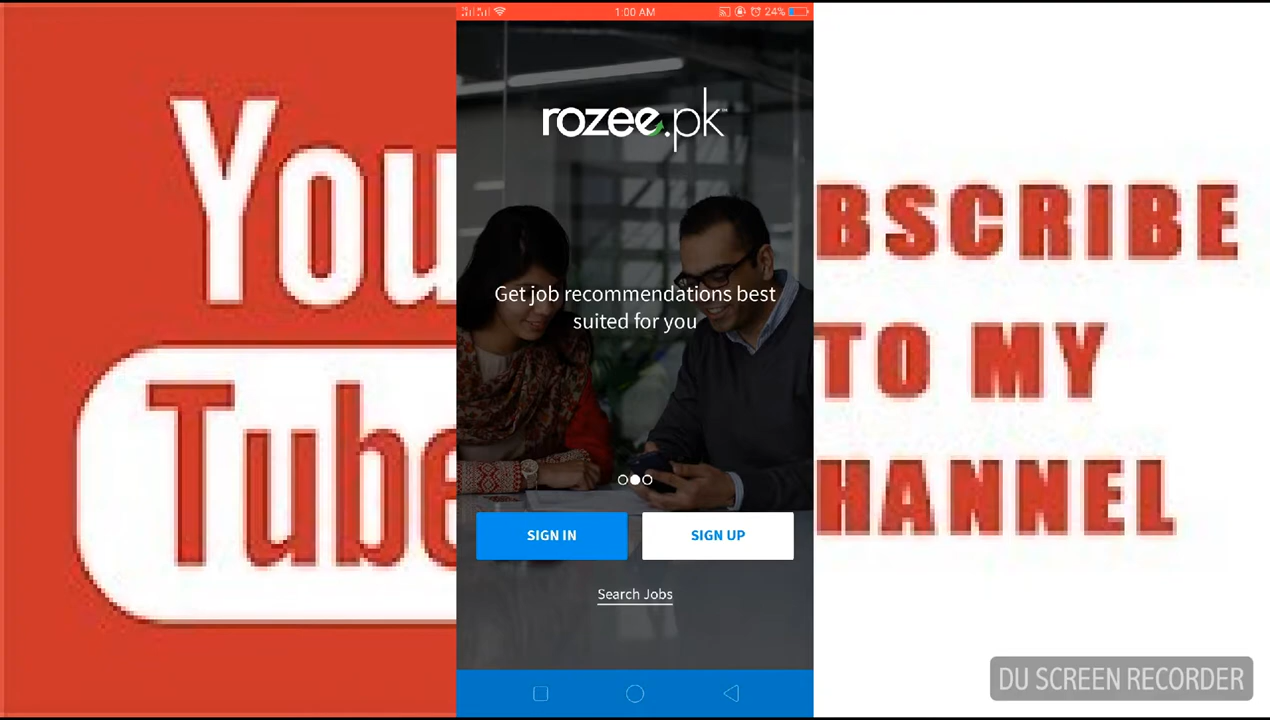 1:00 AM
24%
rozee.pk
Get job recommendations best
suited for you
SIGN IN
SIGN UP
Search Jobs
You
Tube
BSCRIBE
TO MY
HANNEL
DU SCREEN RECORDER